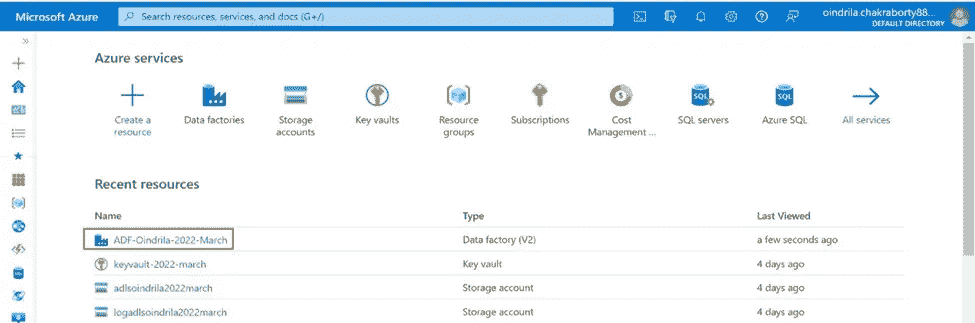 Microsoft Azure
Search resources, services, and docs (G+/)
oindrila.chakraborty88...
DEFAULT DIRECTORY
Azure services
Create a resource
Data factories
Storage accounts
Key vaults
Resource groups
Subscriptions
Cost Management ...
SQL servers
Azure SQL
All services
Recent resources
Name Type Last Viewed
ADF-Oindrila-2022-March Data factory (V2) a few seconds ago
keyvault-2022-march Key vault 4 days ago
adlsoindrila2022march Storage account 4 days ago
logadlsoindrila2022march Storage account 4 days ago